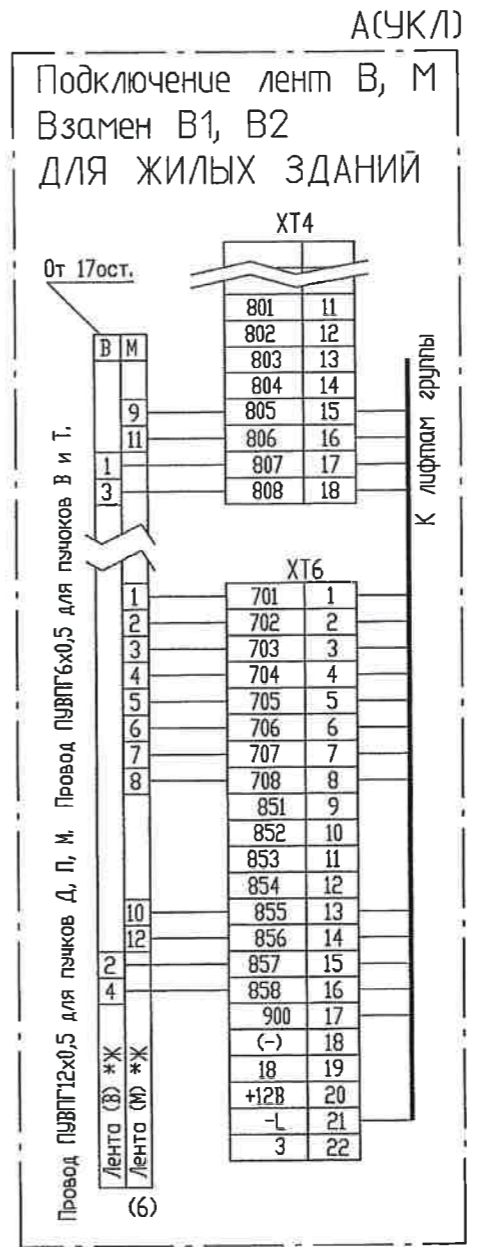 А(УКЛ)
Подключение лент В, М
Взамен В1, В2
ДЛЯ ЖИЛЫХ ЗДАНИЙ
ХТ4
От 17ост.
801 11
В М 802 12
803 13
804 14
9 805 15
11 806 16
1 807 17
3 808 18
К лифтам группы
ХТ6
1 701 1
2 702 2
3 703 3
4 704 4
5 705 5
6 706 6
7 707 7
8 708 8
851 9
852 10
853 11
854 12
10 855 13
12 856 14
2 857 15
4 858 16
900 17
(-) 18
18 19
+12В 20
-L 21
3 22
Лента (В) *Ж
Лента (М) *Ж
(6)
Провод ПУВПГ12х0,5 для пучков Д, П, М. Провод ПУВПГ6х0,5 для пучоков В и Т.